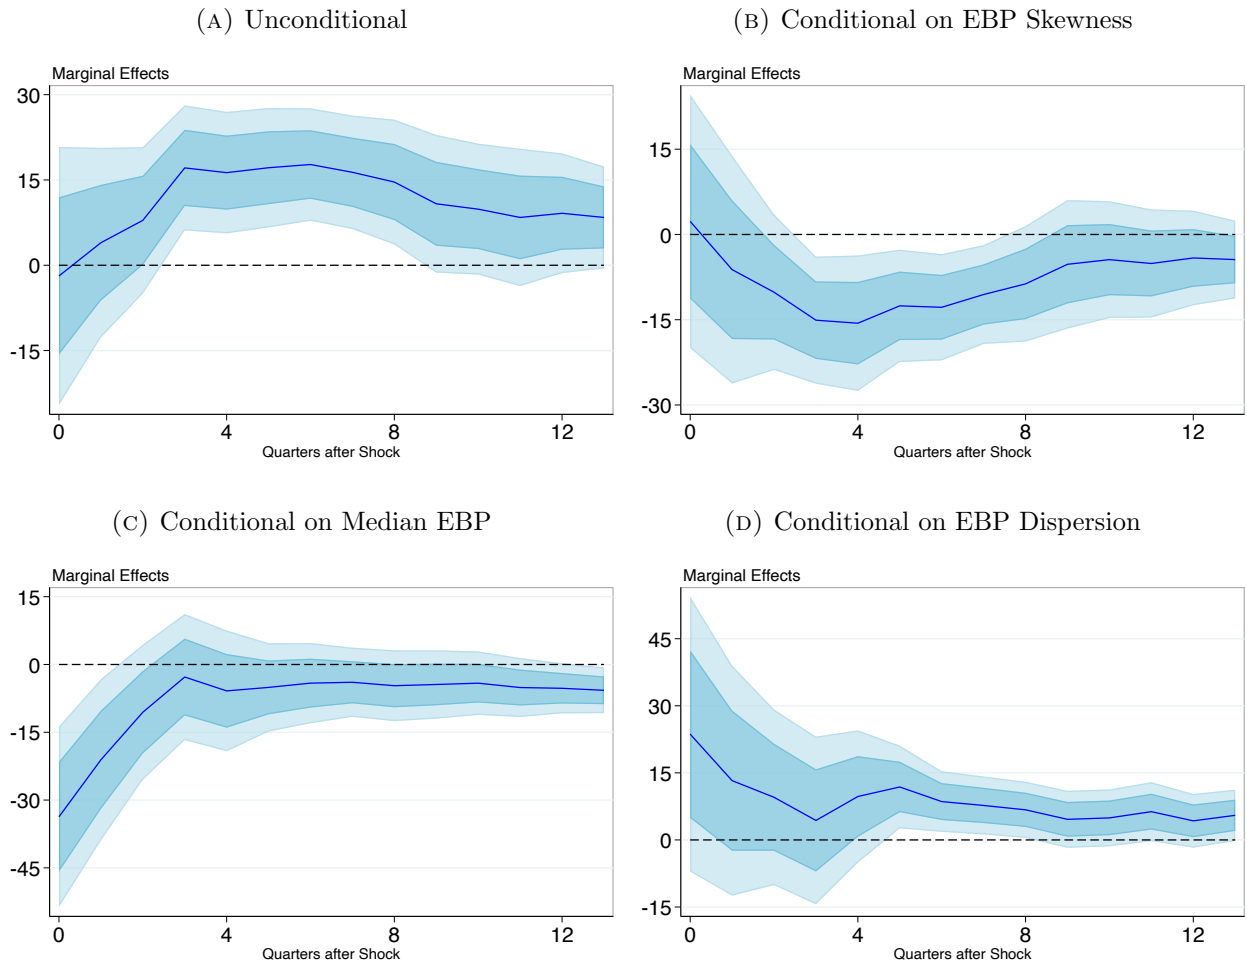 (A) Unconditional
Marginal Effects
30
15
0
-15
0 4 8 12
Quarters after Shock
(B) Conditional on EBP Skewness
Marginal Effects
15
0
-15
-30
0 4 8 12
Quarters after Shock
(C) Conditional on Median EBP
Marginal Effects
15
0
-15
-30
-45
0 4 8 12
Quarters after Shock
(D) Conditional on EBP Dispersion
Marginal Effects
45
30
15
0
-15
0 4 8 12
Quarters after Shock